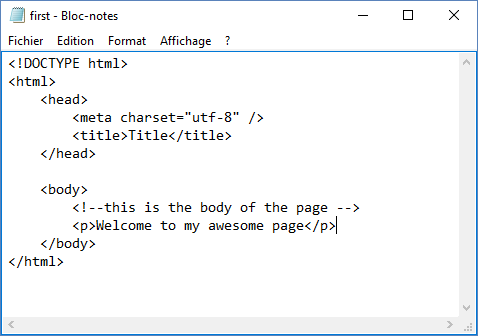 first - Bloc-notes
Fichier Edition Format Affichage ?
<!DOCTYPE html>
<html>
    <head>
        <meta charset="utf-8" />
        <title>Title</title>
    </head>

    <body>
        <!--this is the body of the page -->
        <p>Welcome to my awesome page</p>
    </body>
</html>